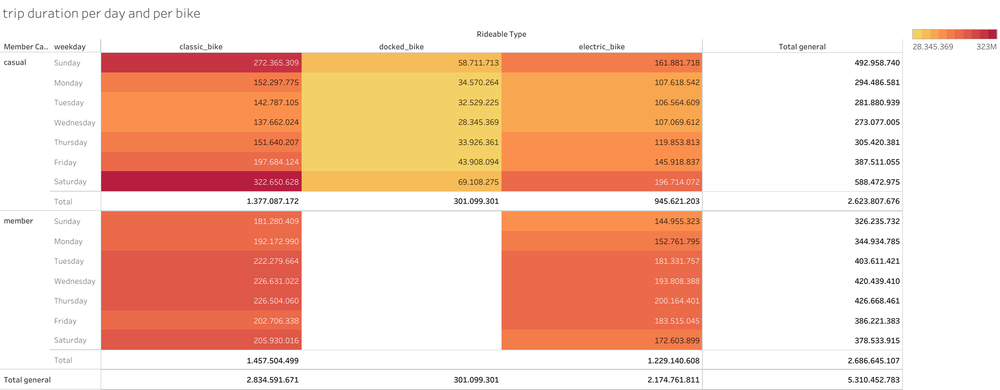 trip duration per day and per bike
Rideable Type
Member Ca.. weekday classic_bike docked_bike electric_bike Total general
28.345.369 323M
casual Sunday 272.365.309 58.711.713 161.881.718 492.958.740
Monday 152.297.775 34.570.264 107.618.542 294.486.581
Tuesday 142.787.105 32.529.225 106.564.609 281.880.939
Wednesday 137.662.024 28.345.369 107.069.612 273.077.005
Thursday 151.640.207 33.926.361 119.853.813 305.420.381
Friday 197.684.124 43.908.094 145.918.837 387.511.055
Saturday 322.650.628 69.108.275 196.714.072 588.472.975
Total 1.377.087.172 301.099.301 945.621.203 2.623.807.676
member Sunday 181.280.409 144.955.323 326.235.732
Monday 192.172.990 152.761.795 344.934.785
Tuesday 222.279.664 181.331.757 403.611.421
Wednesday 226.631.022 193.808.388 420.439.410
Thursday 226.504.060 200.164.401 426.668.461
Friday 202.706.338 183.515.045 386.221.383
Saturday 205.930.016 172.603.899 378.533.915
Total 1.457.504.499 1.229.140.608 2.686.645.107
Total general 2.834.591.671 301.099.301 2.174.761.811 5.310.452.783